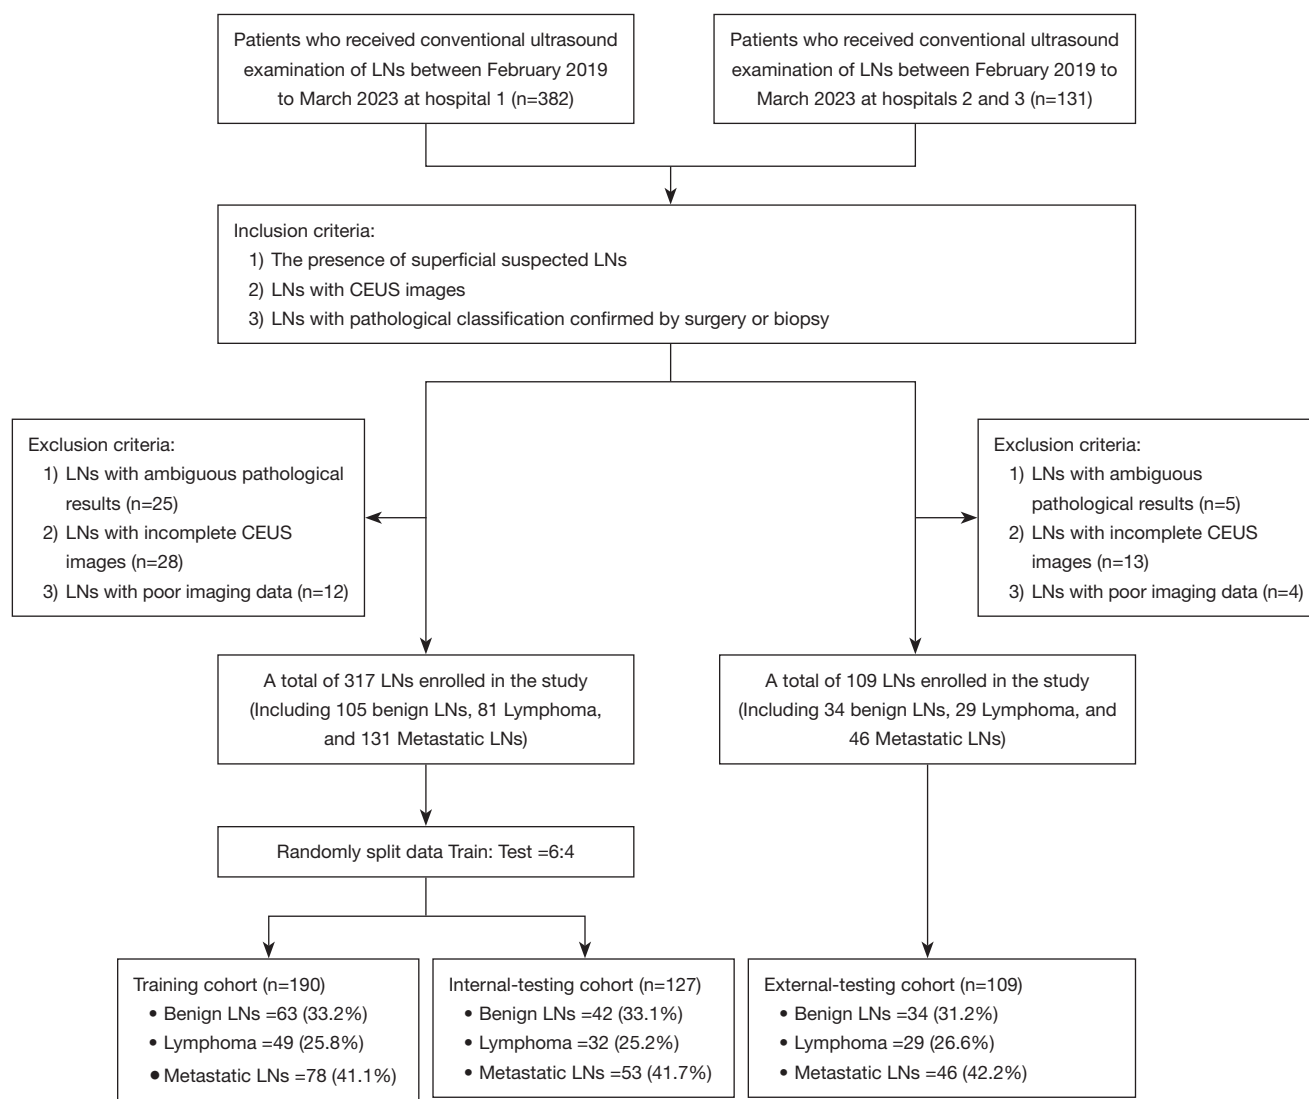 Patients who received conventional ultrasound
examination of LNs between February 2019
to March 2023 at hospital 1 (n=382)
Patients who received conventional ultrasound
examination of LNs between February 2019 to
March 2023 at hospitals 2 and 3 (n=131)
Inclusion criteria:
1) The presence of superficial suspected LNs
2) LNs with CEUS images
3) LNs with pathological classification confirmed by surgery or biopsy
Exclusion criteria:
1) LNs with ambiguous pathological
results (n=25)
2) LNs with incomplete CEUS
images (n=28)
3) LNs with poor imaging data (n=12)
Exclusion criteria:
1) LNs with ambiguous
pathological results (n=5)
2) LNs with incomplete CEUS
images (n=13)
3) LNs with poor imaging data (n=4)
A total of 317 LNs enrolled in the study
(Including 105 benign LNs, 81 Lymphoma,
and 131 Metastatic LNs)
A total of 109 LNs enrolled in the study
(Including 34 benign LNs, 29 Lymphoma, and
46 Metastatic LNs)
Randomly split data Train: Test =6:4
Training cohort (n=190)
• Benign LNs =63 (33.2%)
• Lymphoma =49 (25.8%)
• Metastatic LNs =78 (41.1%)
Internal-testing cohort (n=127)
• Benign LNs =42 (33.1%)
• Lymphoma =32 (25.2%)
• Metastatic LNs =53 (41.7%)
External-testing cohort (n=109)
• Benign LNs =34 (31.2%)
• Lymphoma =29 (26.6%)
• Metastatic LNs =46 (42.2%)